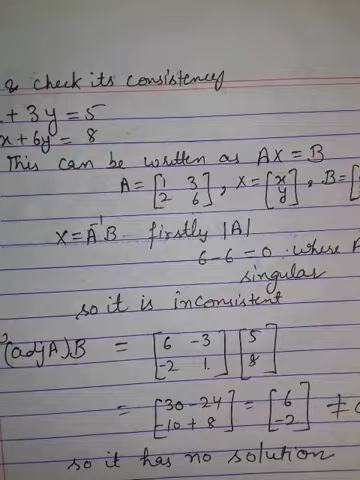 & check its consistency
+ 3y = 5
x + 6y = 8
This can be written as AX = B
A = [1 3 2 6], X = [x y], B = [
X = A⁻¹B firstly |A|
6 - 6 = 0 where A
singular
so it is inconsistent
(adjA)B = [6 -3 -2 1] [5 8]
= [30 - 24 -10 + 8] = [6 -2] ≠
so it has no solution